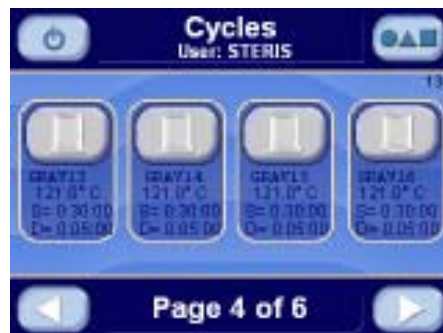 Cycles
User: STERIS
13
GRAV13
121.0° C
S= 0:30:00
D= 0:05:00
GRAV14
121.0° C
S= 0:30:00
D= 0:05:00
GRAV15
121.0° C
S= 0:30:00
D= 0:05:00
GRAV16
121.0° C
S= 0:30:00
D= 0:05:00
Page 4 of 6